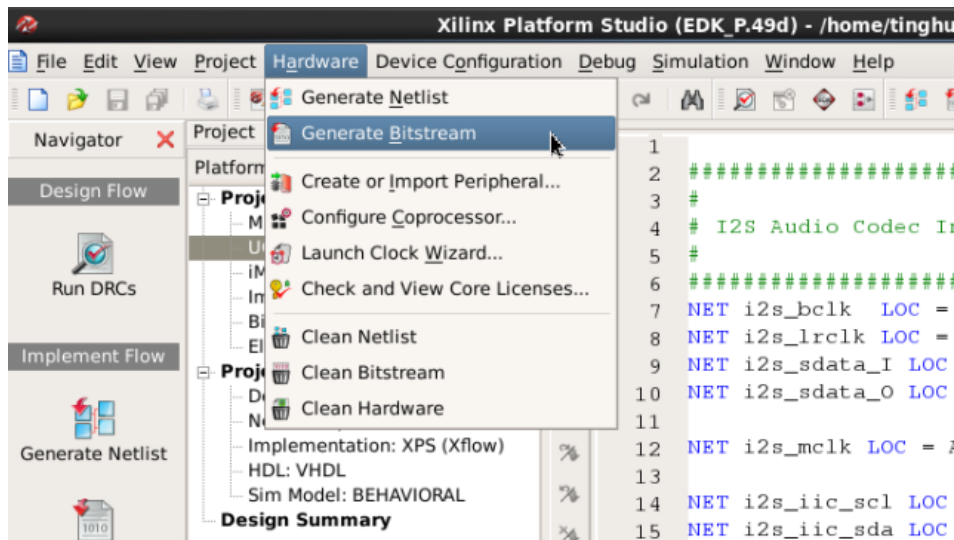 Xilinx Platform Studio (EDK_P.49d) - /home/tinghu
File Edit View Project Hardware Device Configuration Debug Simulation Window Help
Navigator
Design Flow
Run DRCs
Implement Flow
Generate Netlist
1010
Project
Platform
Generate Netlist
Generate Bitstream
Create or Import Peripheral...
Configure Coprocessor...
Launch Clock Wizard...
Check and View Core Licenses...
Clean Netlist
Clean Bitstream
Clean Hardware
Implementation: XPS (Xflow)
HDL: VHDL
Sim Model: BEHAVIORAL
Design Summary
1
2 ####################
3 #
4 # I2S Audio Codec In
5 #
6 ####################
7 NET i2s_bclk LOC =
8 NET i2s_lrclk LOC =
9 NET i2s_sdata_I LOC
10 NET i2s_sdata_O LOC
11
12 NET i2s_mclk LOC = A
13
14 NET i2s_iic_scl LOC
15 NET i2s_iic_sda LOC